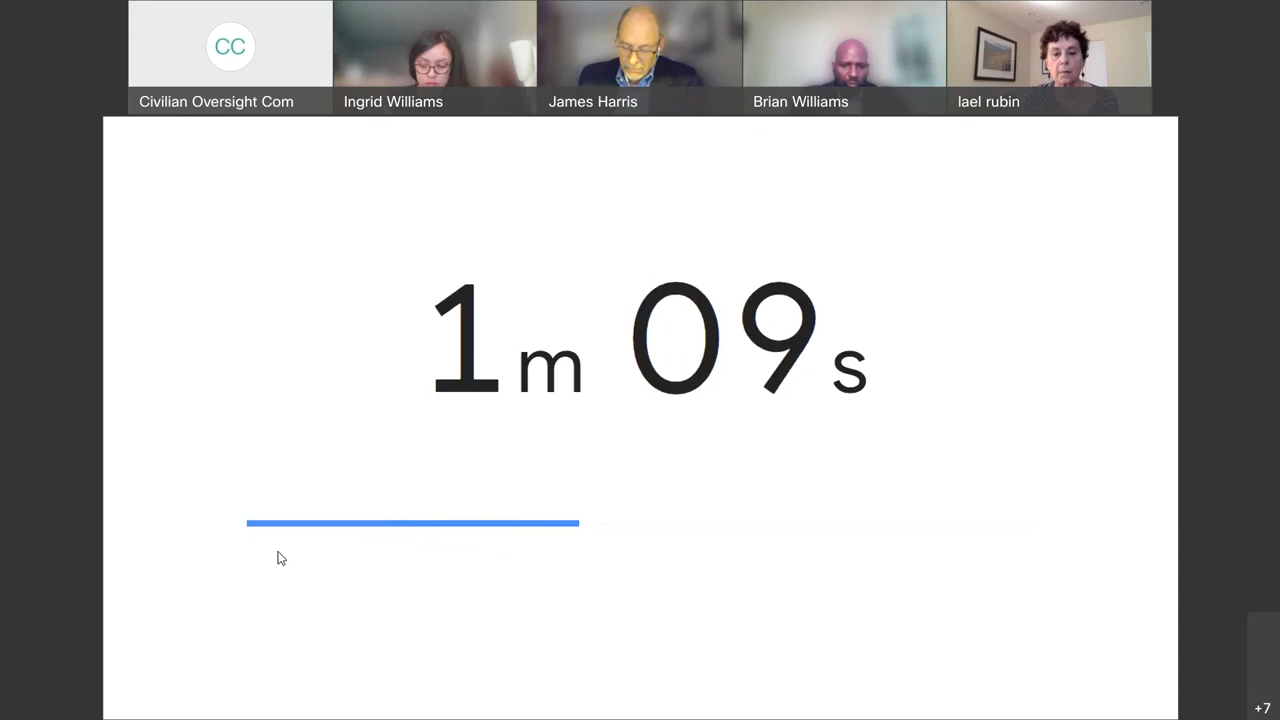 CC
Civilian Oversight Com
Ingrid Williams
James Harris
Brian Williams
lael rubin
1m 09s
+7